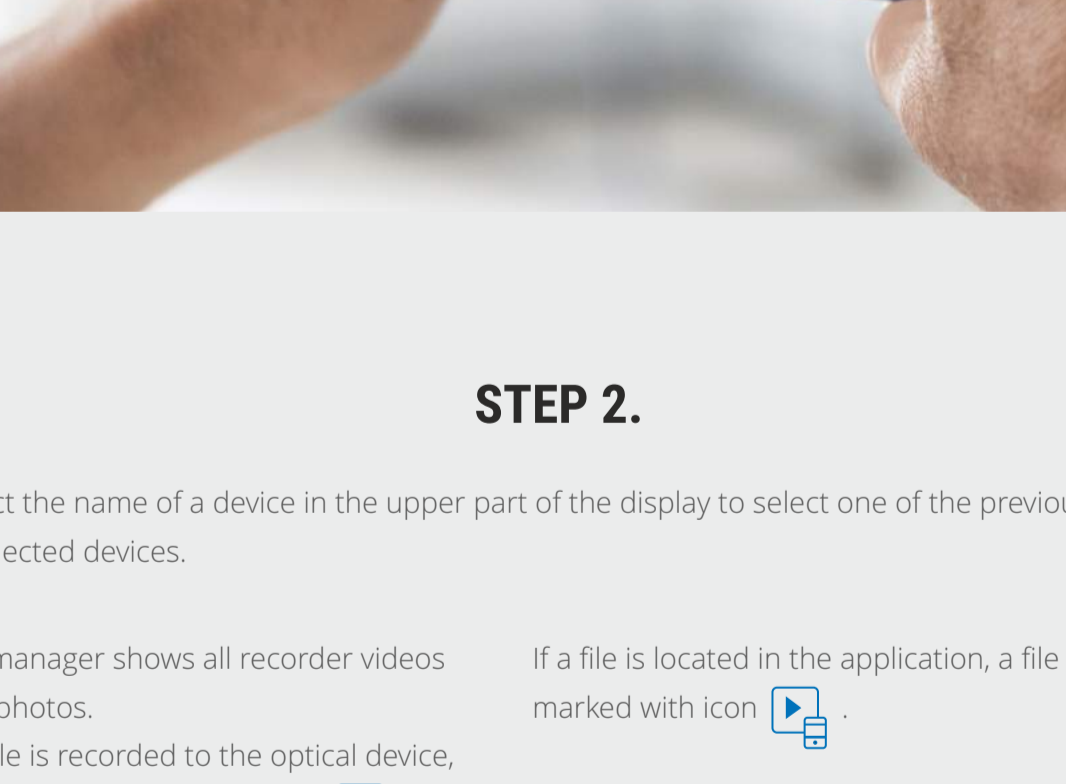 STEP 2.
ct the name of a device in the upper part of the display to select one of the previou
ected devices.
manager shows all recorder videos
photos.
le is recorded to the optical device,
If a file is located in the application, a file
marked with icon .